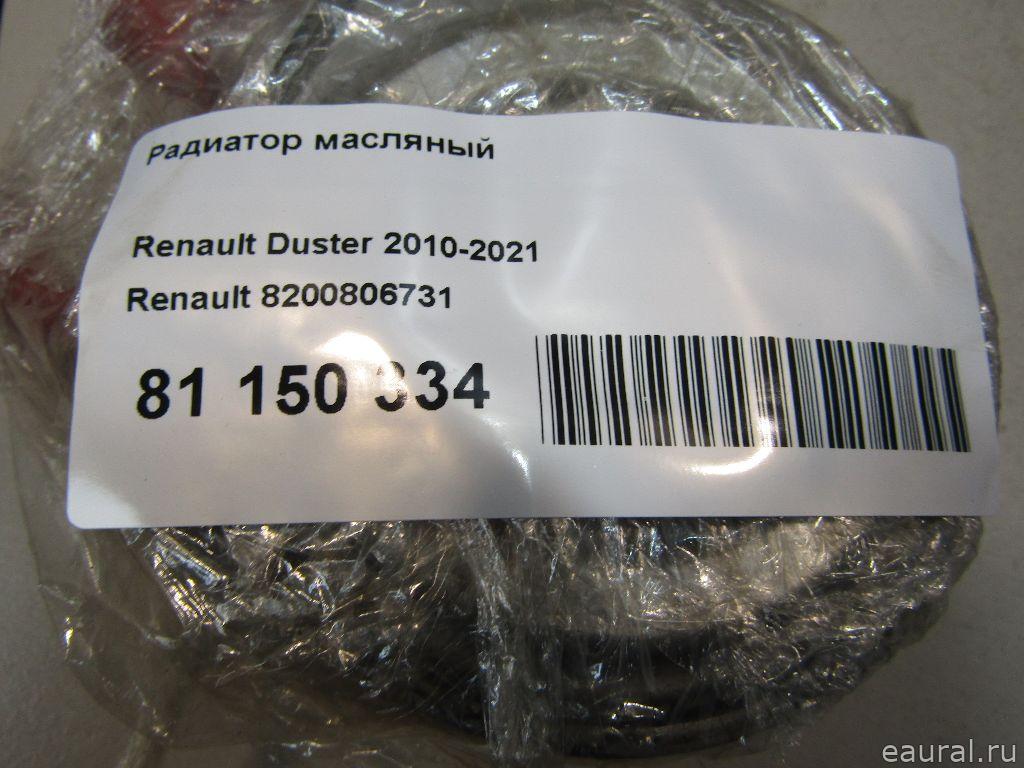 Радиатор масляный
Renault Duster 2010-2021
Renault 8200806731
81 150 334
eaural.ru